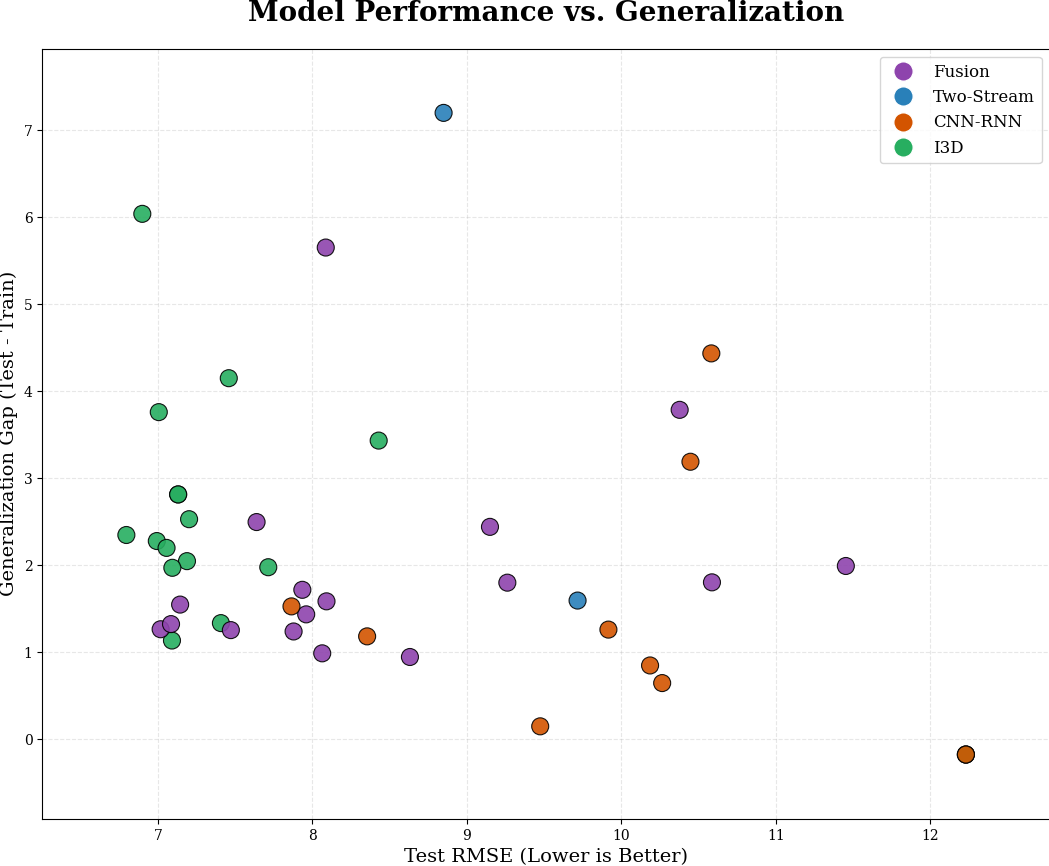 Model Performance vs. Generalization
Fusion
Two-Stream
CNN-RNN
I3D
Generalization Gap (Test - Train)
7
6
5
4
3
2
1
0
7
8
9
10
11
12
Test RMSE (Lower is Better)